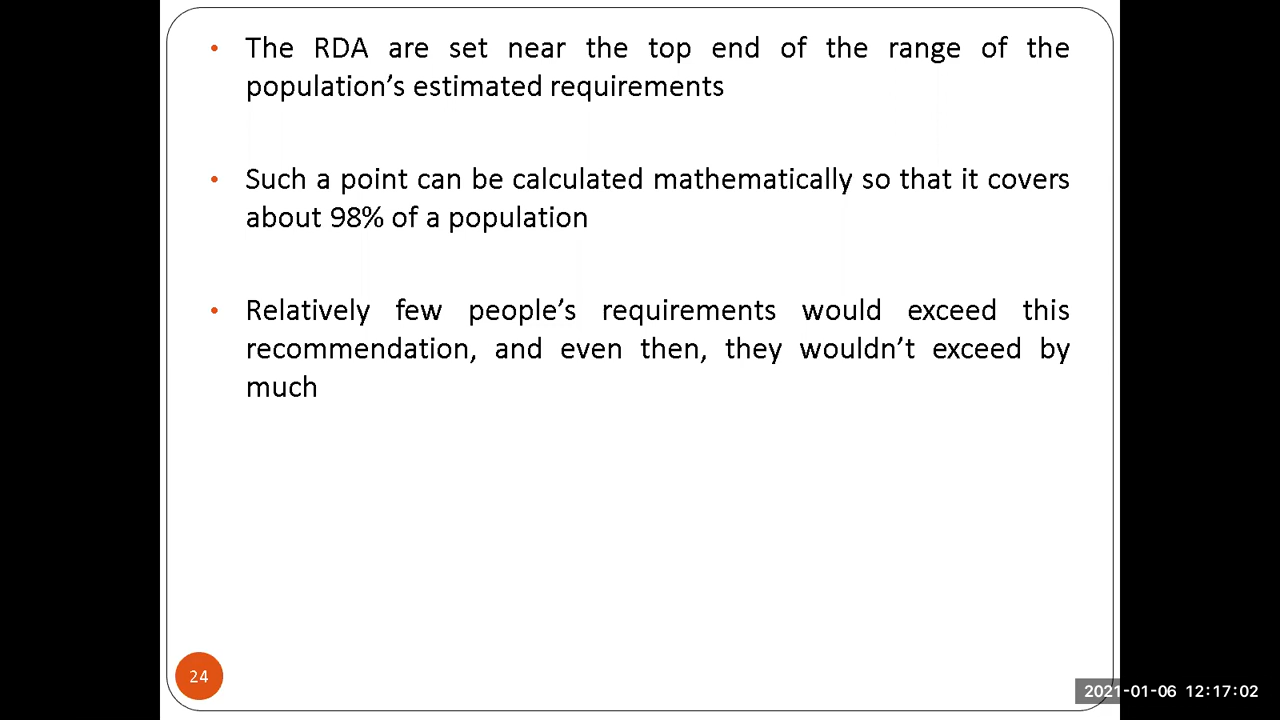 • The RDA are set near the top end of the range of the
population’s estimated requirements
• Such a point can be calculated mathematically so that it covers
about 98% of a population
• Relatively few people’s requirements would exceed this
recommendation, and even then, they wouldn’t exceed by
much
24
2021-01-06 12:17:02